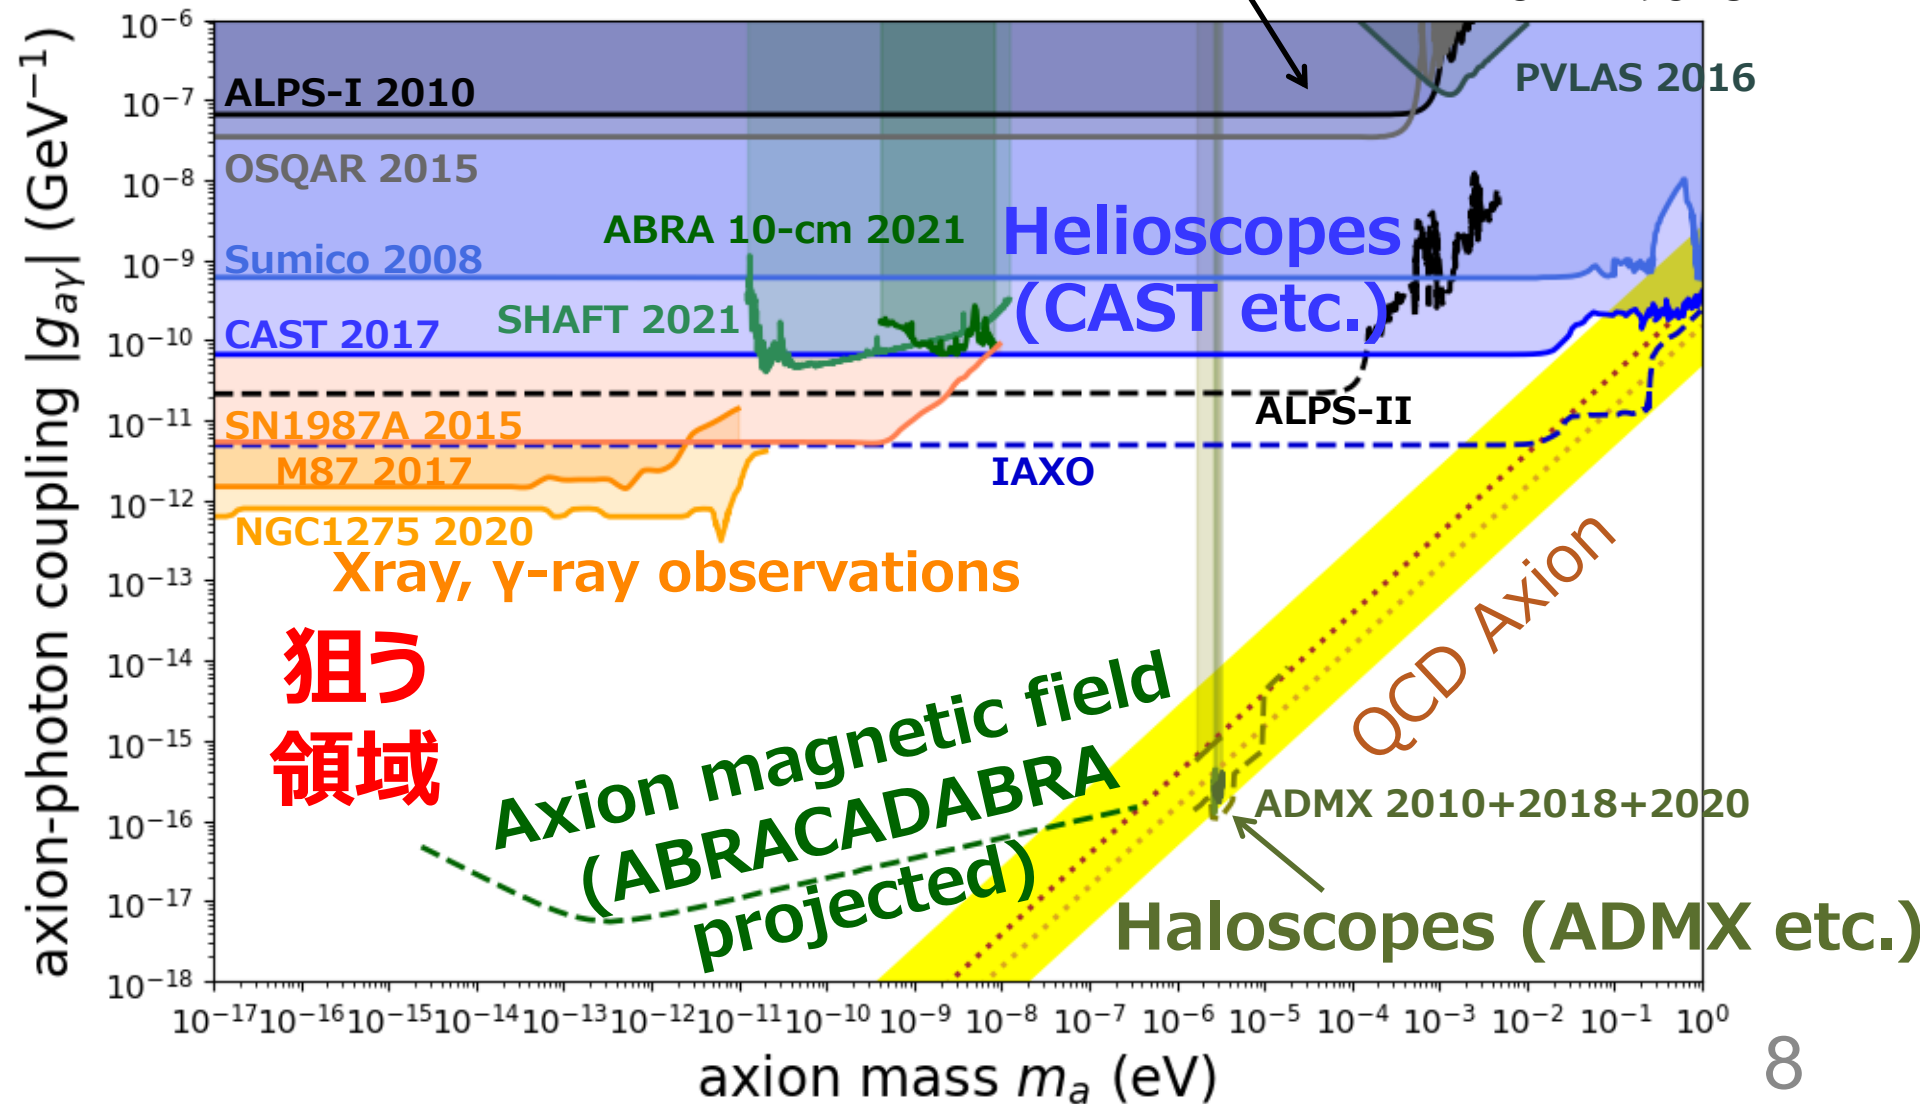 axion-photon coupling |g_aγ| (GeV⁻¹)
10⁻⁶
10⁻⁷
10⁻⁸
10⁻⁹
10⁻¹⁰
10⁻¹¹
10⁻¹²
10⁻¹³
10⁻¹⁴
10⁻¹⁵
10⁻¹⁶
10⁻¹⁷
10⁻¹⁸
ALPS-I 2010
PVLAS 2016
OSQAR 2015
ABRA 10-cm 2021
Helioscopes
(CAST etc.)
Sumico 2008
SHAFT 2021
CAST 2017
ALPS-II
SN1987A 2015
M87 2017
IAXO
NGC1275 2020
Xray, γ-ray observations
狙う
領域
Axion magnetic field
(ABRACADABRA
projected)
QCD Axion
ADMX 2010+2018+2020
Haloscopes (ADMX etc.)
10⁻¹⁷ 10⁻¹⁶ 10⁻¹⁵ 10⁻¹⁴ 10⁻¹³ 10⁻¹² 10⁻¹¹ 10⁻¹⁰ 10⁻⁹ 10⁻⁸ 10⁻⁷ 10⁻⁶ 10⁻⁵ 10⁻⁴ 10⁻³ 10⁻² 10⁻¹ 10⁰
axion mass m_a (eV)
8